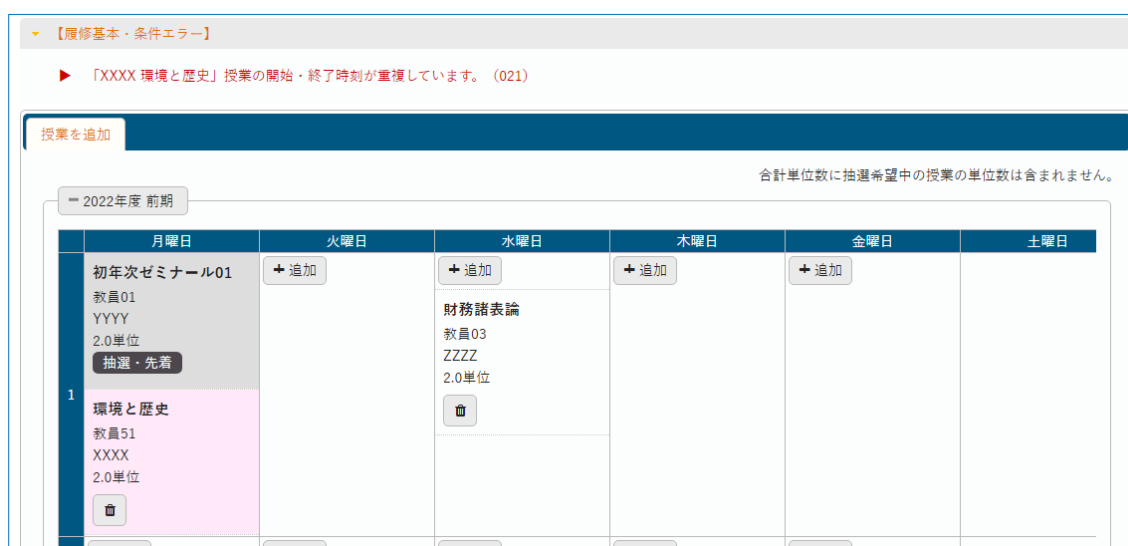 【履修基本・条件エラー】
「XXXX 環境と歴史」授業の開始・終了時刻が重複しています。（021）
授業を追加
合計単位数に抽選希望中の授業の単位数は含まれません。
2022年度 前期
月曜日 火曜日 水曜日 木曜日 金曜日 土曜日
1
初年次ゼミナール01
教員01
YYYY
2.0単位
抽選・先着
環境と歴史
教員51
XXXX
2.0単位
追加
追加
財務諸表論
教員03
ZZZZ
2.0単位
追加
追加